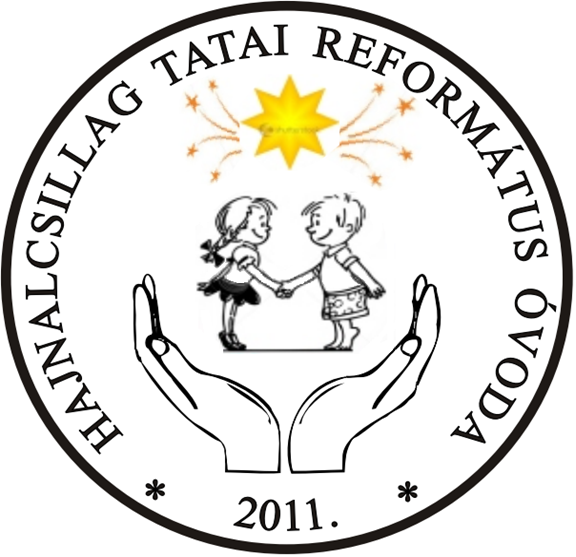 HAJNALCSILLAG TATAI REFORMÁTUS ÓVODA
* 2011. *